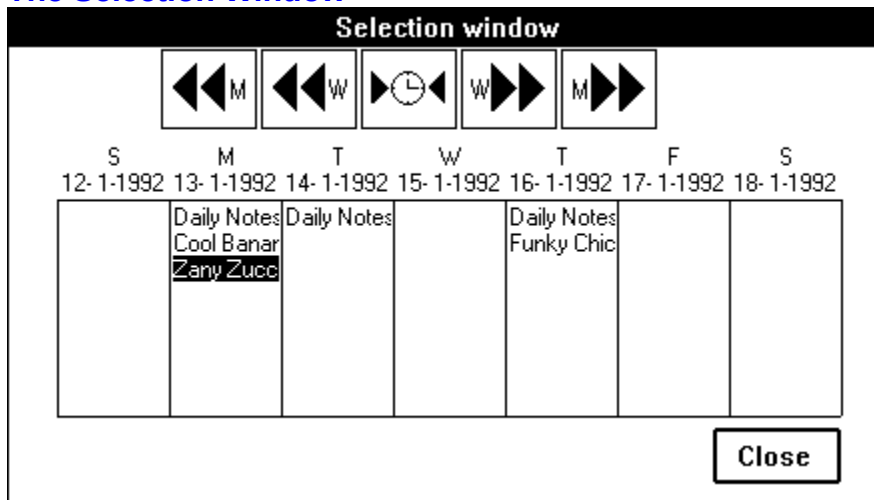 The Selection Window
Selection window
M W W M
S M T W T F S
12- 1-1992 13- 1-1992 14- 1-1992 15- 1-1992 16- 1-1992 17- 1-1992 18- 1-1992
Daily Notes Daily Notes Daily Notes
Cool Banar Funky Chic
Zany Zucc
Close